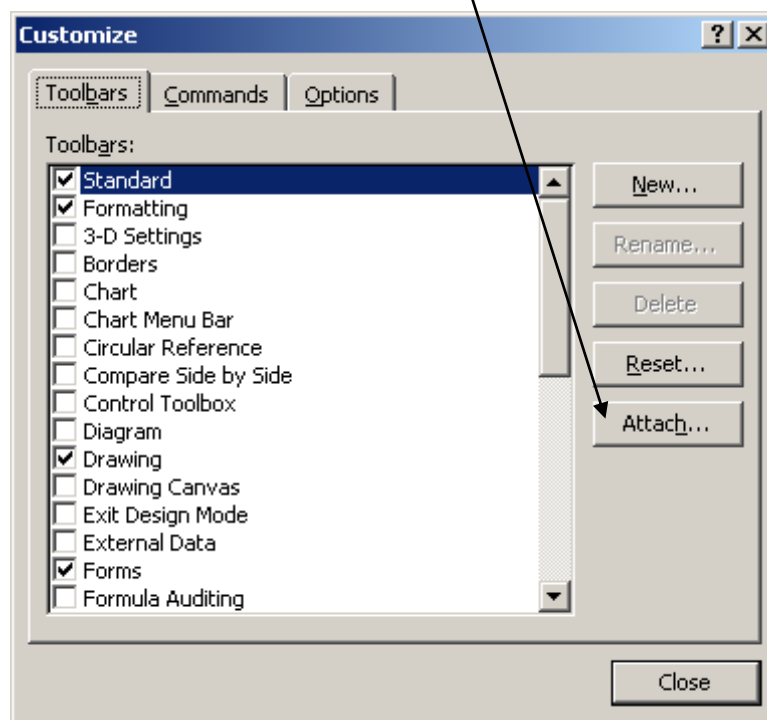 Customize
Toolbars Commands Options
Toolbars:
Standard
Formatting
3-D Settings
Borders
Chart
Chart Menu Bar
Circular Reference
Compare Side by Side
Control Toolbox
Diagram
Drawing
Drawing Canvas
Exit Design Mode
External Data
Forms
Formula Auditing
New...
Rename...
Delete
Reset...
Attach...
Close